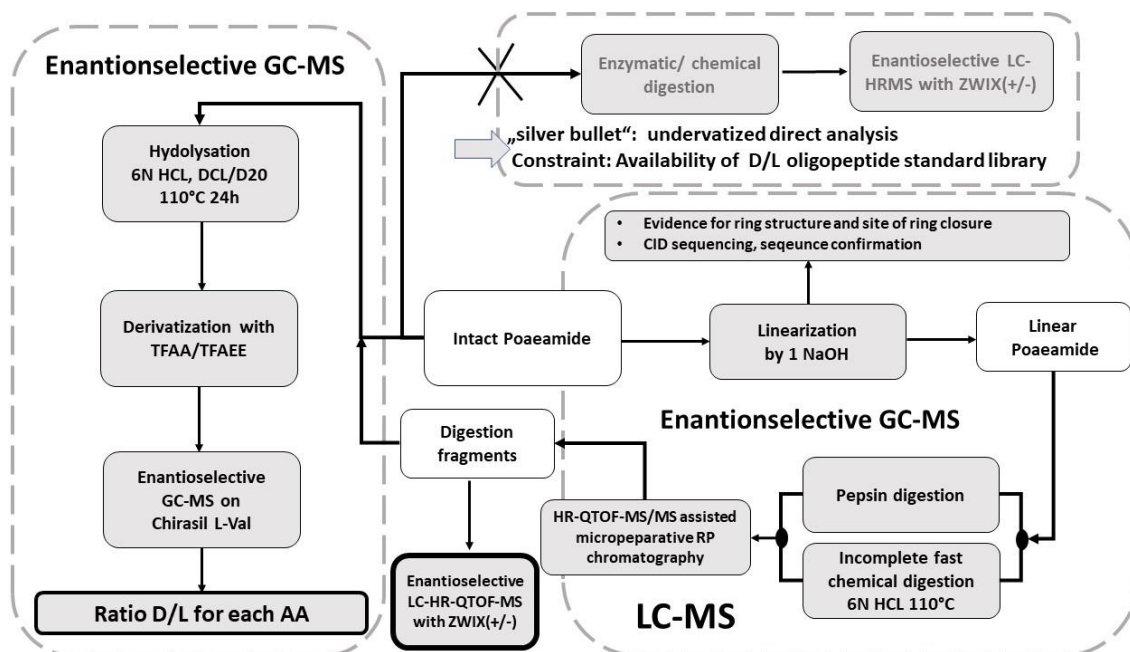 Enantionselective GC-MS
Hydolysation
6N HCL, DCL/D20
110°C 24h
Derivatization with
TFAA/TFAEE
Enantioselective
GC-MS on
Chirasil L-Val
Ratio D/L for each AA
Enzymatic/ chemical
digestion
Enantioselective LC-
HRMS with ZWIX(+/-)
„silver bullet“: undervatized direct analysis
Constraint: Availability of D/L oligopeptide standard library
• Evidence for ring structure and site of ring closure
• CID sequencing, seqeunce confirmation
Intact Poaeamide
Linearization
by 1 NaOH
Linear
Poaeamide
Enantionselective GC-MS
Digestion
fragments
HR-QTOF-MS/MS assisted
micropeparative RP
chromatography
Pepsin digestion
Incomplete fast
chemical digestion
6N HCL 110°C
Enantioselective
LC-HR-QTOF-MS
with ZWIX(+/-)
LC-MS